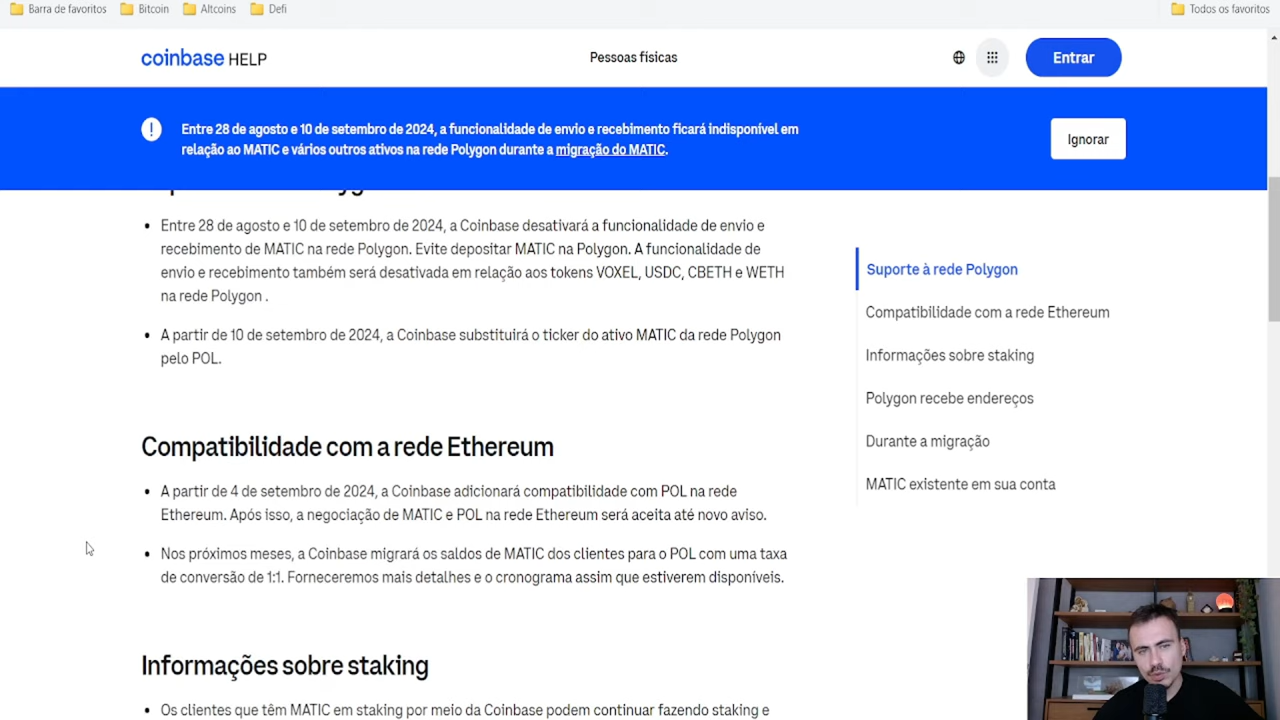 Barra de favoritos Bitcoin Altcoins Defi Todos os favoritos
coinbase HELP Pessoas físicas Entrar
Entre 28 de agosto e 10 de setembro de 2024, a funcionalidade de envio e recebimento ficará indisponível em
relação ao MATIC e vários outros ativos na rede Polygon durante a migração do MATIC.
Ignorar
Entre 28 de agosto e 10 de setembro de 2024, a Coinbase desativará a funcionalidade de envio e
recebimento de MATIC na rede Polygon. Evite depositar MATIC na Polygon. A funcionalidade de
envio e recebimento também será desativada em relação aos tokens VOXEL, USDC, CBETH e WETH
na rede Polygon .
A partir de 10 de setembro de 2024, a Coinbase substituirá o ticker do ativo MATIC da rede Polygon
pelo POL.
Compatibilidade com a rede Ethereum
A partir de 4 de setembro de 2024, a Coinbase adicionará compatibilidade com POL na rede
Ethereum. Após isso, a negociação de MATIC e POL na rede Ethereum será aceita até novo aviso.
Nos próximos meses, a Coinbase migrará os saldos de MATIC dos clientes para o POL com uma taxa
de conversão de 1:1. Forneceremos mais detalhes e o cronograma assim que estiverem disponíveis.
Informações sobre staking
Os clientes que têm MATIC em staking por meio da Coinbase podem continuar fazendo staking e
Suporte à rede Polygon
Compatibilidade com a rede Ethereum
Informações sobre staking
Polygon recebe endereços
Durante a migração
MATIC existente em sua conta